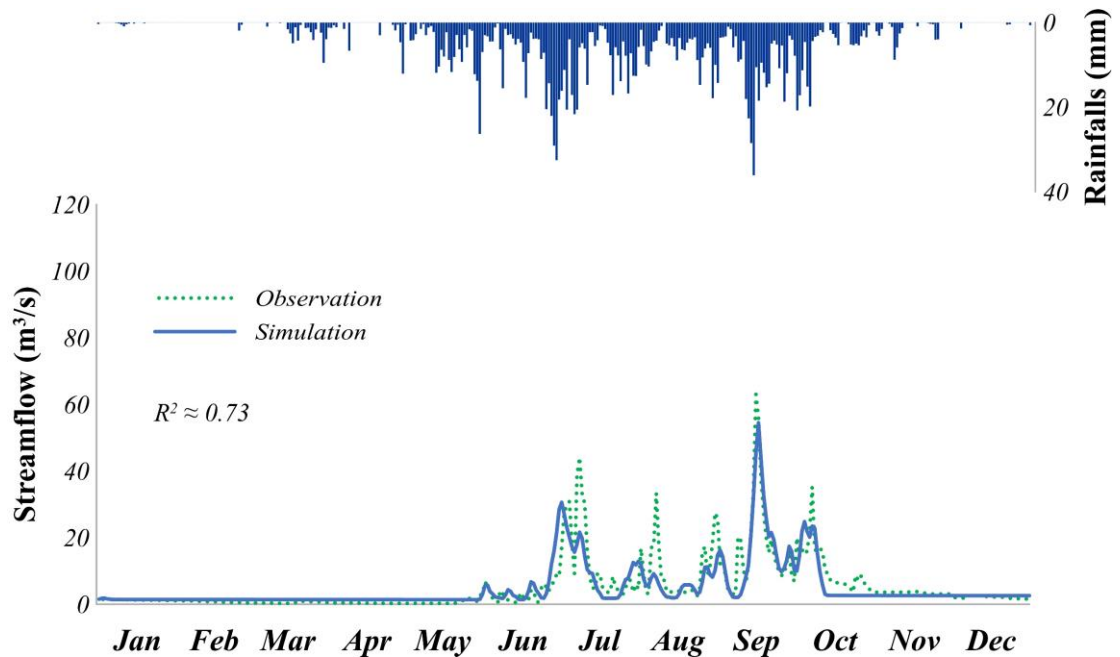 0
20
40
Rainfalls (mm)
120
100
80
60
40
20
0
Streamflow (m³/s)
Observation
Simulation
R² ≈ 0.73
Jan Feb Mar Apr May Jun Jul Aug Sep Oct Nov Dec